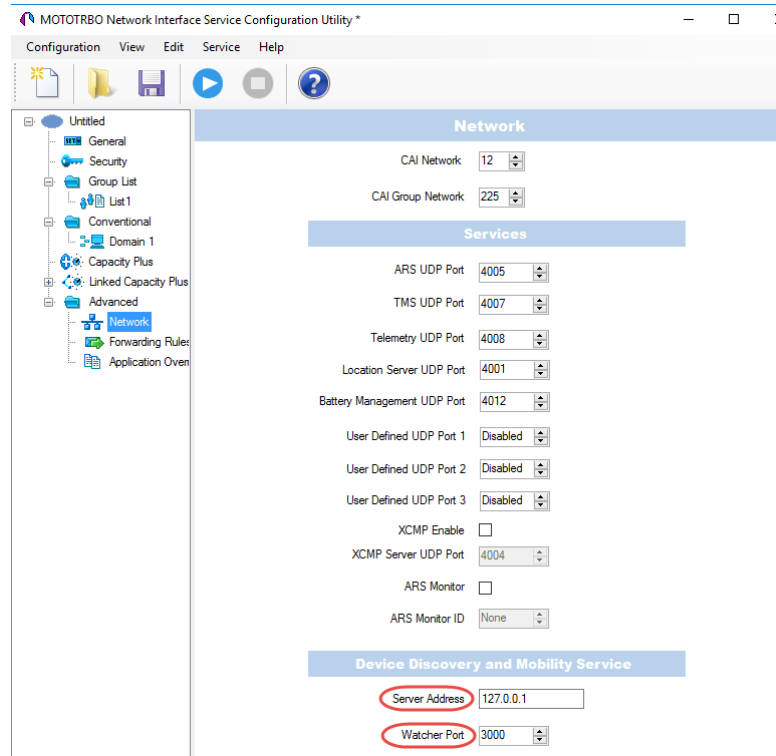 MOTOTRBO Network Interface Service Configuration Utility *
Configuration View Edit Service Help
Untitled
General
Security
Group List
List1
Conventional
Domain 1
Capacity Plus
Linked Capacity Plus
Advanced
Network
Forwarding Rules
Application Overr
Network
CAI Network 12
CAI Group Network 225
Services
ARS UDP Port 4005
TMS UDP Port 4007
Telemetry UDP Port 4008
Location Server UDP Port 4001
Battery Management UDP Port 4012
User Defined UDP Port 1 Disabled
User Defined UDP Port 2 Disabled
User Defined UDP Port 3 Disabled
XCMP Enable
XCMP Server UDP Port 4004
ARS Monitor
ARS Monitor ID None
Device Discovery and Mobility Service
Server Address 127.0.0.1
Watcher Port 3000